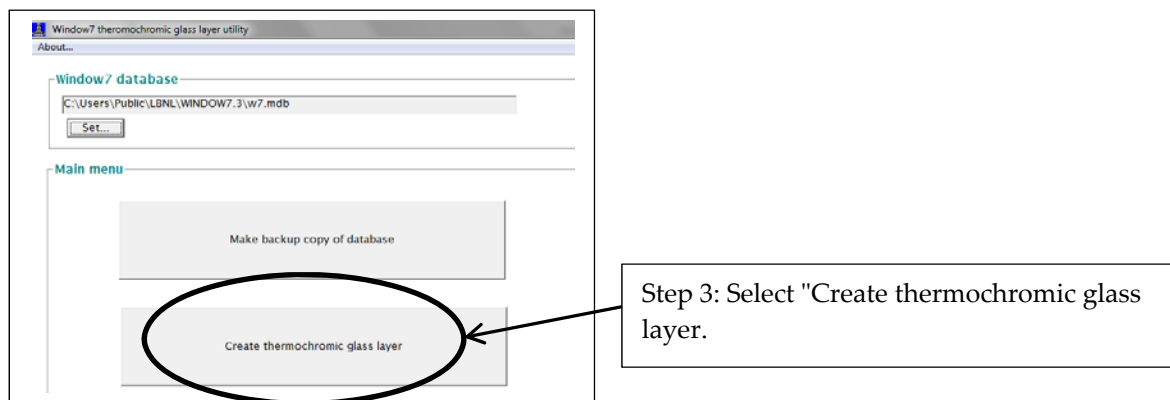 Window7 theromochromic glass layer utility
About...
Window7 database
C:\Users\Public\LBNL\WINDOW7.3\w7.mdb
Set...
Main menu
Make backup copy of database
Create thermochromic glass layer
Step 3: Select "Create thermochromic glass
layer.